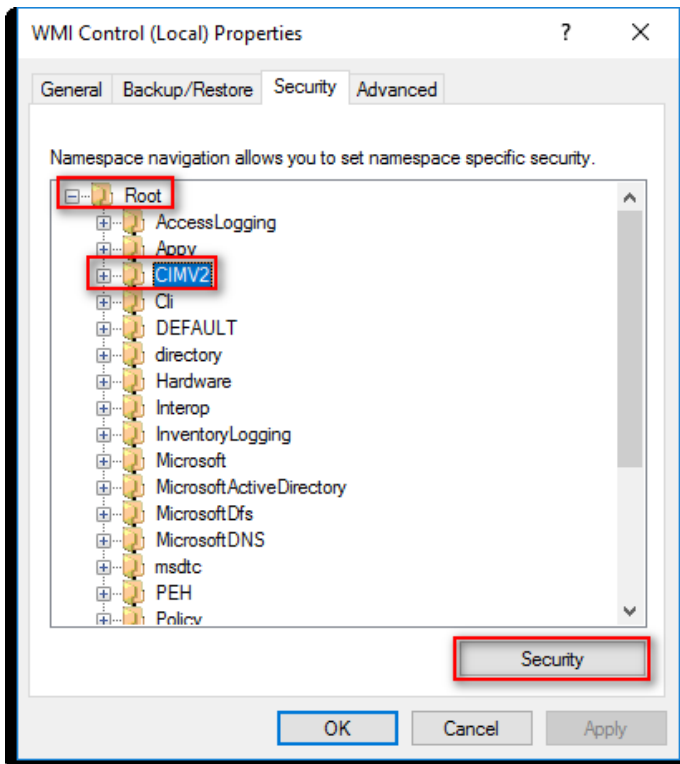 WMI Control (Local) Properties ?
General Backup/Restore Security Advanced
Namespace navigation allows you to set namespace specific security.
Root
AccessLogging
Appv
CIMV2
Cli
DEFAULT
directory
Hardware
Interop
InventoryLogging
Microsoft
MicrosoftActiveDirectory
MicrosoftDfs
MicrosoftDNS
msdtc
PEH
Policy
Security
OK Cancel Apply